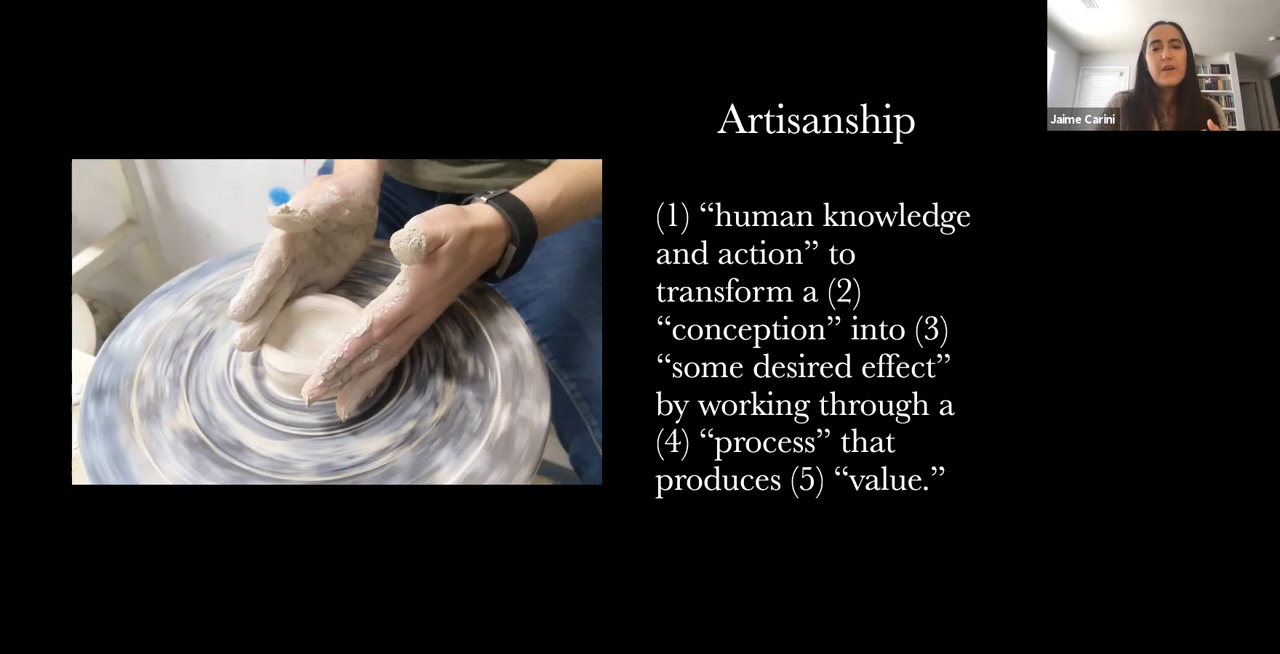 Jaime Carini
Artisanship
(1) “human knowledge
and action” to
transform a (2)
“conception” into (3)
“some desired effect”
by working through a
(4) “process” that
produces (5) “value.”